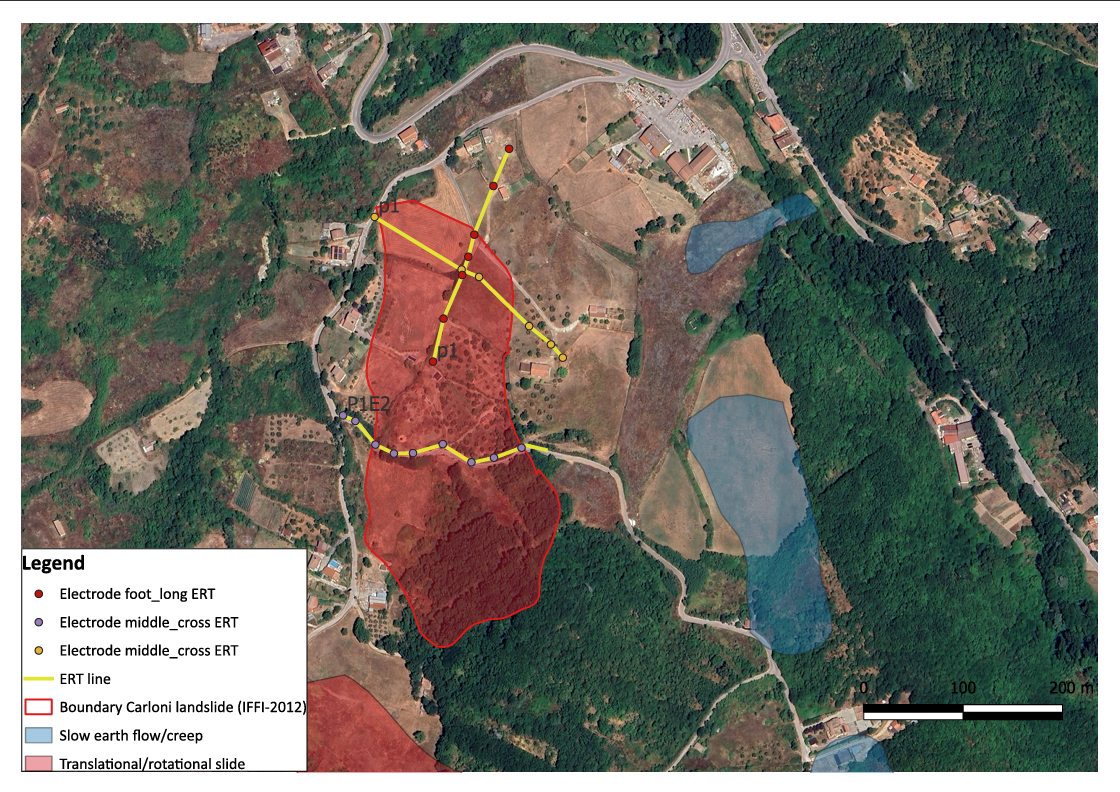 p1
p1
P1E2
Legend
Electrode foot_long ERT
Electrode middle_cross ERT
Electrode middle_cross ERT
ERT line
Boundary Carloni landslide (IFFI-2012)
Slow earth flow/creep
Translational/rotational slide
0 100 200 m